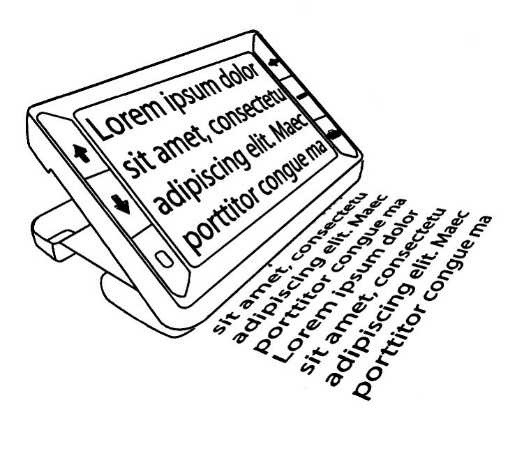 Lorem ipsum dolor
sit amet, consectetu
adipiscing elit. Maec
porttitor congue ma
sit amet, consectetu
adipiscing elit. Maec
porttitor congue ma
Lorem ipsum dolor
sit amet, consectetu
adipiscing elit. Maec
porttitor congue ma